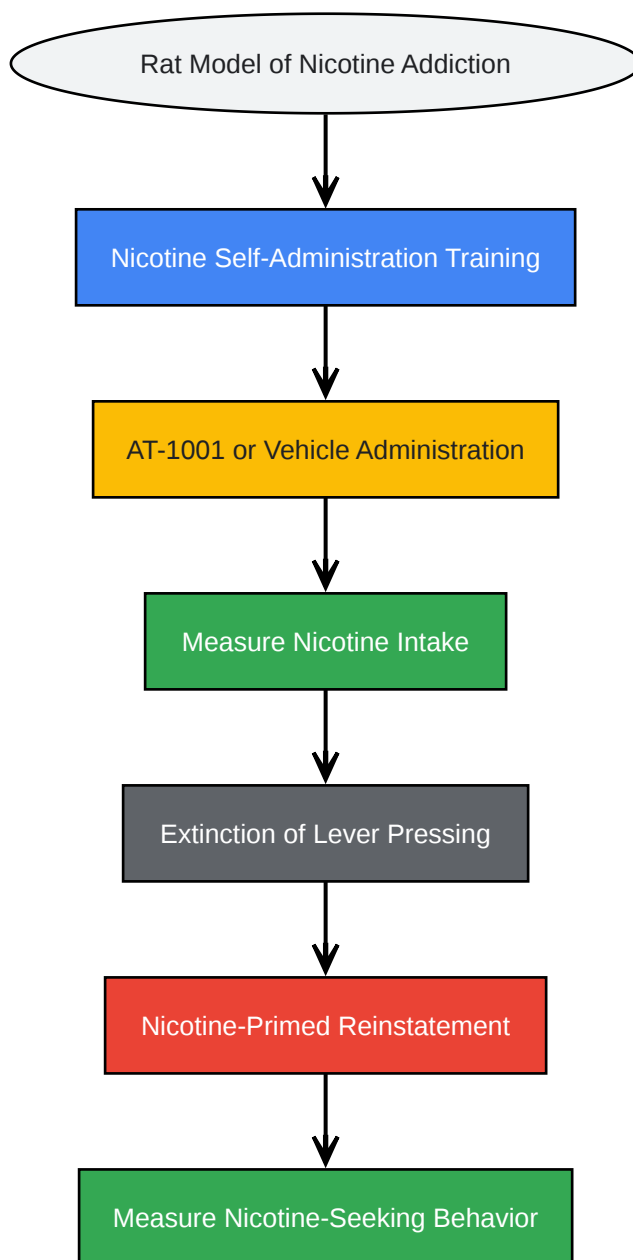 Rat Model of Nicotine Addiction
Nicotine Self-Administration Training
AT-1001 or Vehicle Administration
Measure Nicotine Intake
Extinction of Lever Pressing
Nicotine-Primed Reinstatement
Measure Nicotine-Seeking Behavior